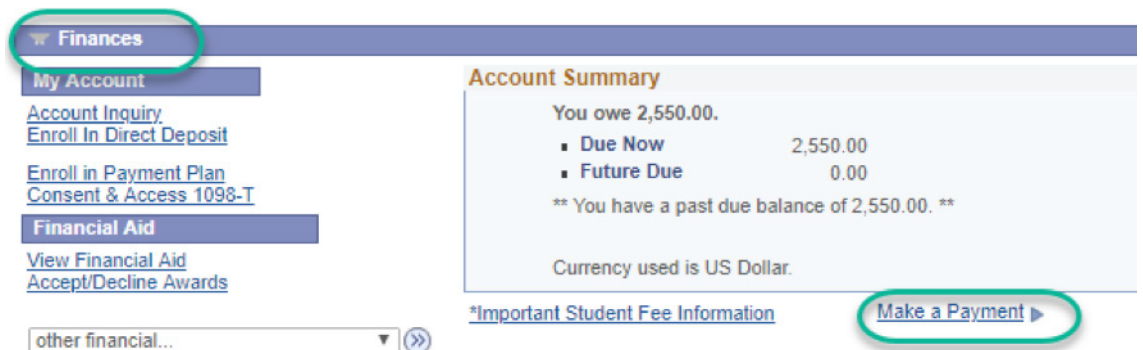 Finances
My Account
Account Inquiry
Enroll In Direct Deposit
Enroll in Payment Plan
Consent & Access 1098-T
Financial Aid
View Financial Aid
Accept/Decline Awards
other financial...
Account Summary
You owe 2,550.00.
Due Now 2,550.00
Future Due 0.00
** You have a past due balance of 2,550.00. **
Currency used is US Dollar.
*Important Student Fee Information
Make a Payment